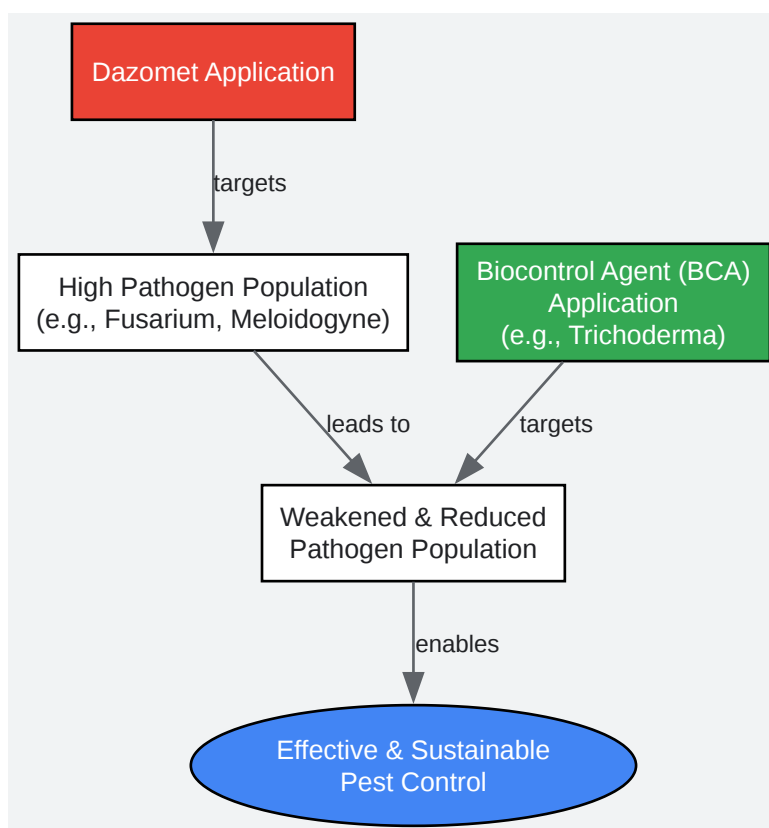 Dazomet Application
targets
High Pathogen Population
(e.g., Fusarium, Meloidogyne)
Biocontrol Agent (BCA)
Application
(e.g., Trichoderma)
leads to
targets
Weakened & Reduced
Pathogen Population
enables
Effective & Sustainable
Pest Control